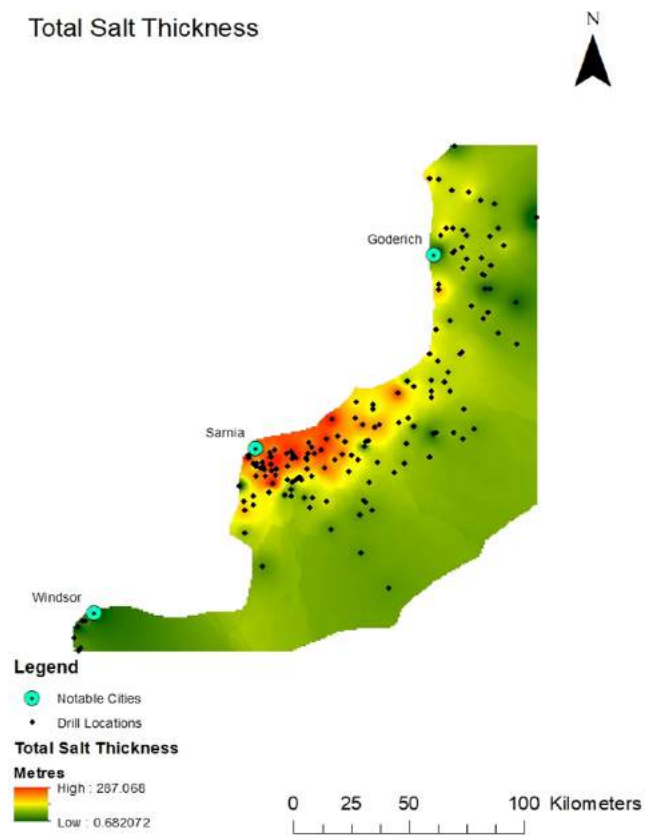 Total Salt Thickness
N
Goderich
Sarnia
Windsor
Legend
Notable Cities
Drill Locations
Total Salt Thickness
Metres
High : 287.068
Low : 0.682072
0 25 50 100 Kilometers